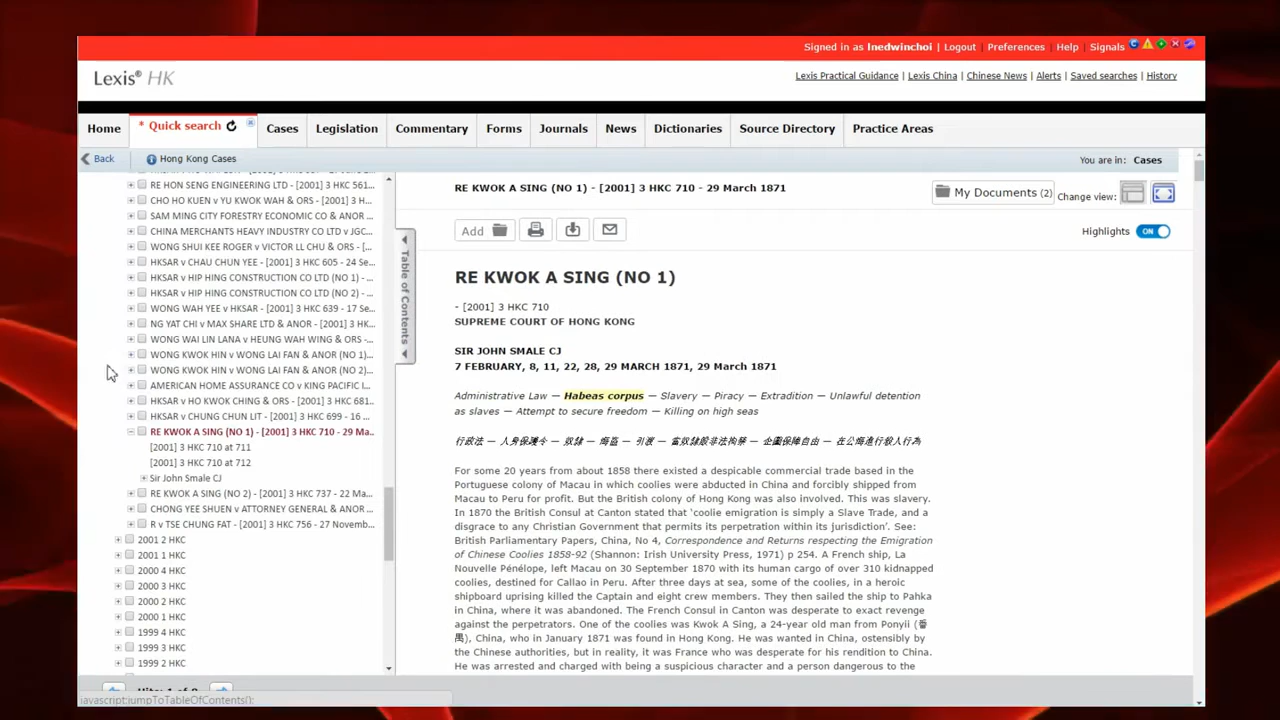 Signed in as lnedwinchoi | Logout | Preferences | Help | Signals
Lexis® HK
Lexis Practical Guidance | Lexis China | Chinese News | Alerts | Saved searches | History
Home * Quick search Cases Legislation Commentary Forms Journals News Dictionaries Source Directory Practice Areas
Back Hong Kong Cases You are in: Cases
RE HON SENG ENGINEERING LTD - [2001] 3 HKC 561...
CHO HO KUEN v YU KWOK WAH & ORS - [2001] 3 H...
SAM MING CITY FORESTRY ECONOMIC CO & ANOR ...
CHINA MERCHANTS HEAVY INDUSTRY CO LTD v JGC...
WONG SHUI KEE ROGER v VICTOR LL CHU & ORS - [...
HKSAR v CHAU CHUN YEE - [2001] 3 HKC 605 - 24 Se...
HKSAR v HIP HING CONSTRUCTION CO LTD (NO 1) - ...
HKSAR v HIP HING CONSTRUCTION CO LTD (NO 2) - ...
WONG WAH YEE v HKSAR - [2001] 3 HKC 639 - 17 Se...
NG YAT CHI v MAX SHARE LTD & ANOR - [2001] 3 HK...
WONG WAI LIN LANA v HEUNG WAH WING & ORS - ...
WONG KWOK HIN v WONG LAI FAN & ANOR (NO 1)...
WONG KWOK HIN v WONG LAI FAN & ANOR (NO 2)...
AMERICAN HOME ASSURANCE CO v KING PACIFIC I...
HKSAR v HO KWON CHING & ORS - [2001] 3 HKC 681...
HKSAR v CHUNG CHUN LIT - [2001] 3 HKC 699 - 16 ...
RE KWOK A SING (NO 1) - [2001] 3 HKC 710 - 29 Ma..
[2001] 3 HKC 710 at 711
[2001] 3 HKC 710 at 712
Sir John Smale CJ
RE KWOK A SING (NO 2) - [2001] 3 HKC 737 - 22 Ma...
CHONG YEE SHUEN v ATTORNEY GENERAL & ANOR ...
R v TSE CHUNG FAT - [2001] 3 HKC 756 - 27 Novemb...
2001 2 HKC
2001 1 HKC
2000 4 HKC
2000 3 HKC
2000 2 HKC
2000 1 HKC
1999 4 HKC
1999 3 HKC
1999 2 HKC
javascript:jumpToTableOfContents();
Table of Contents
RE KWOK A SING (NO 1) - [2001] 3 HKC 710 - 29 March 1871
My Documents (2) Change view:
Add
Highlights ON
RE KWOK A SING (NO 1)
- [2001] 3 HKC 710
SUPREME COURT OF HONG KONG
SIR JOHN SMALE CJ
7 FEBRUARY, 8, 11, 22, 28, 29 MARCH 1871, 29 March 1871
Administrative Law — Habeas corpus — Slavery — Piracy — Extradition — Unlawful detention
as slaves — Attempt to secure freedom — Killing on high seas
行政法 — 人身保護令 — 奴隸 — 海盜 — 引渡 — 當奴隸般非法拘禁 — 企圖保障自由 — 在公海進行殺人行為
For some 20 years from about 1858 there existed a despicable commercial trade based in the
Portuguese colony of Macau in which coolies were abducted in China and forcibly shipped from
Macau to Peru for profit. But the British colony of Hong Kong was also involved. This was slavery.
In 1870 the British Consul at Canton stated that 'coolie emigration is simply a Slave Trade, and a
disgrace to any Christian Government that permits its perpetration within its jurisdiction'. See:
British Parliamentary Papers, China, No 4, Correspondence and Returns respecting the Emigration
of Chinese Coolies 1858-92 (Shannon: Irish University Press, 1971) p 254. A French ship, La
Nouvelle Pénélope, left Macau on 30 September 1870 with its human cargo of over 310 kidnapped
coolies, destined for Callao in Peru. After three days at sea, some of the coolies, in a heroic
shipboard uprising killed the Captain and eight crew members. They then sailed the ship to Pahka
in China, where it was abandoned. The French Consul in Canton was desperate to exact revenge
against the perpetrators. One of the coolies was Kwok A Sing, a 24-year old man from Ponyii (番
禺), China, who in January 1871 was found in Hong Kong. He was wanted in China, ostensibly by
the Chinese authorities, but in reality, it was France who was desperate for his rendition to China.
He was arrested and charged with being a suspicious character and a person dangerous to the